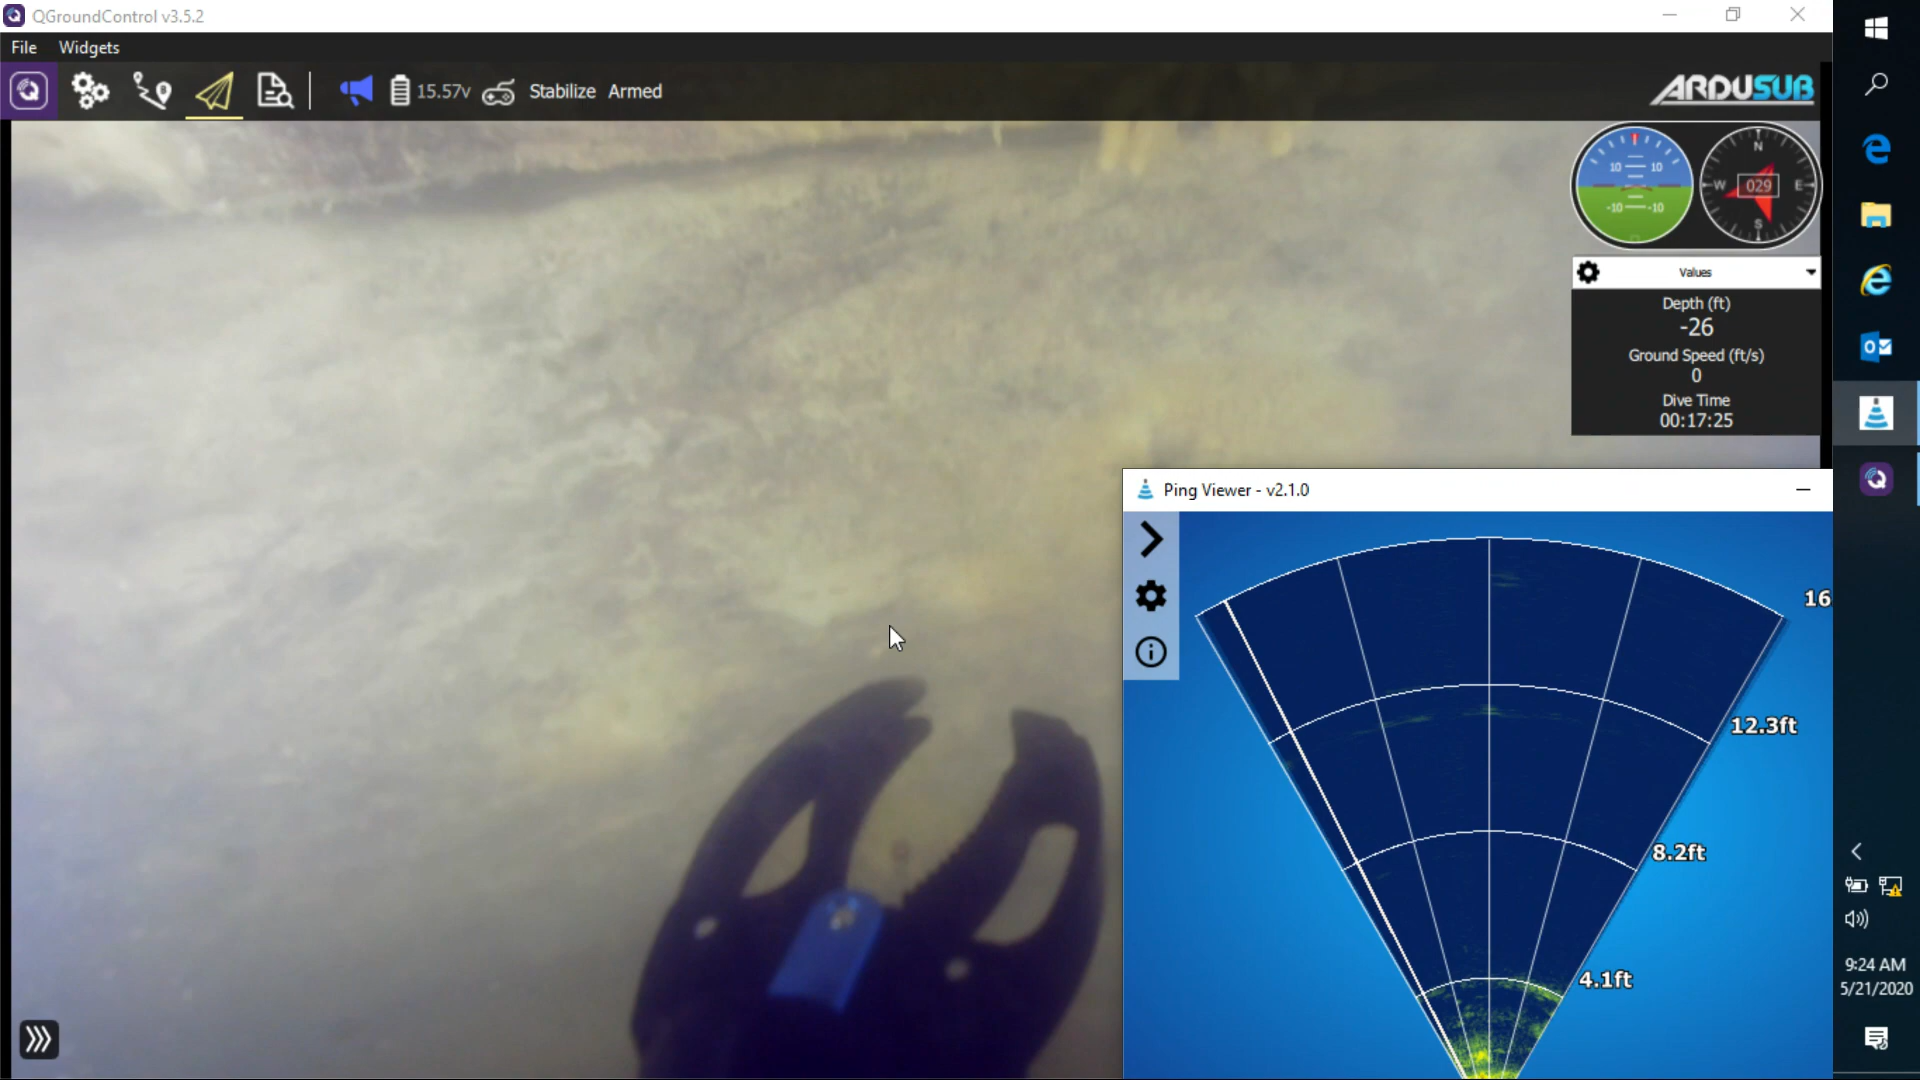 QGroundControl v3.5.2
File Widgets
15.57v Stabilize Armed
ARDUSUB
10 10
-10 -10
N
W 029 E
S
Values
Depth (ft)
-26
Ground Speed (ft/s)
0
Dive Time
00:17:25
Ping Viewer - v2.1.0
16
12.3ft
8.2ft
4.1ft
9:24 AM
5/21/2020